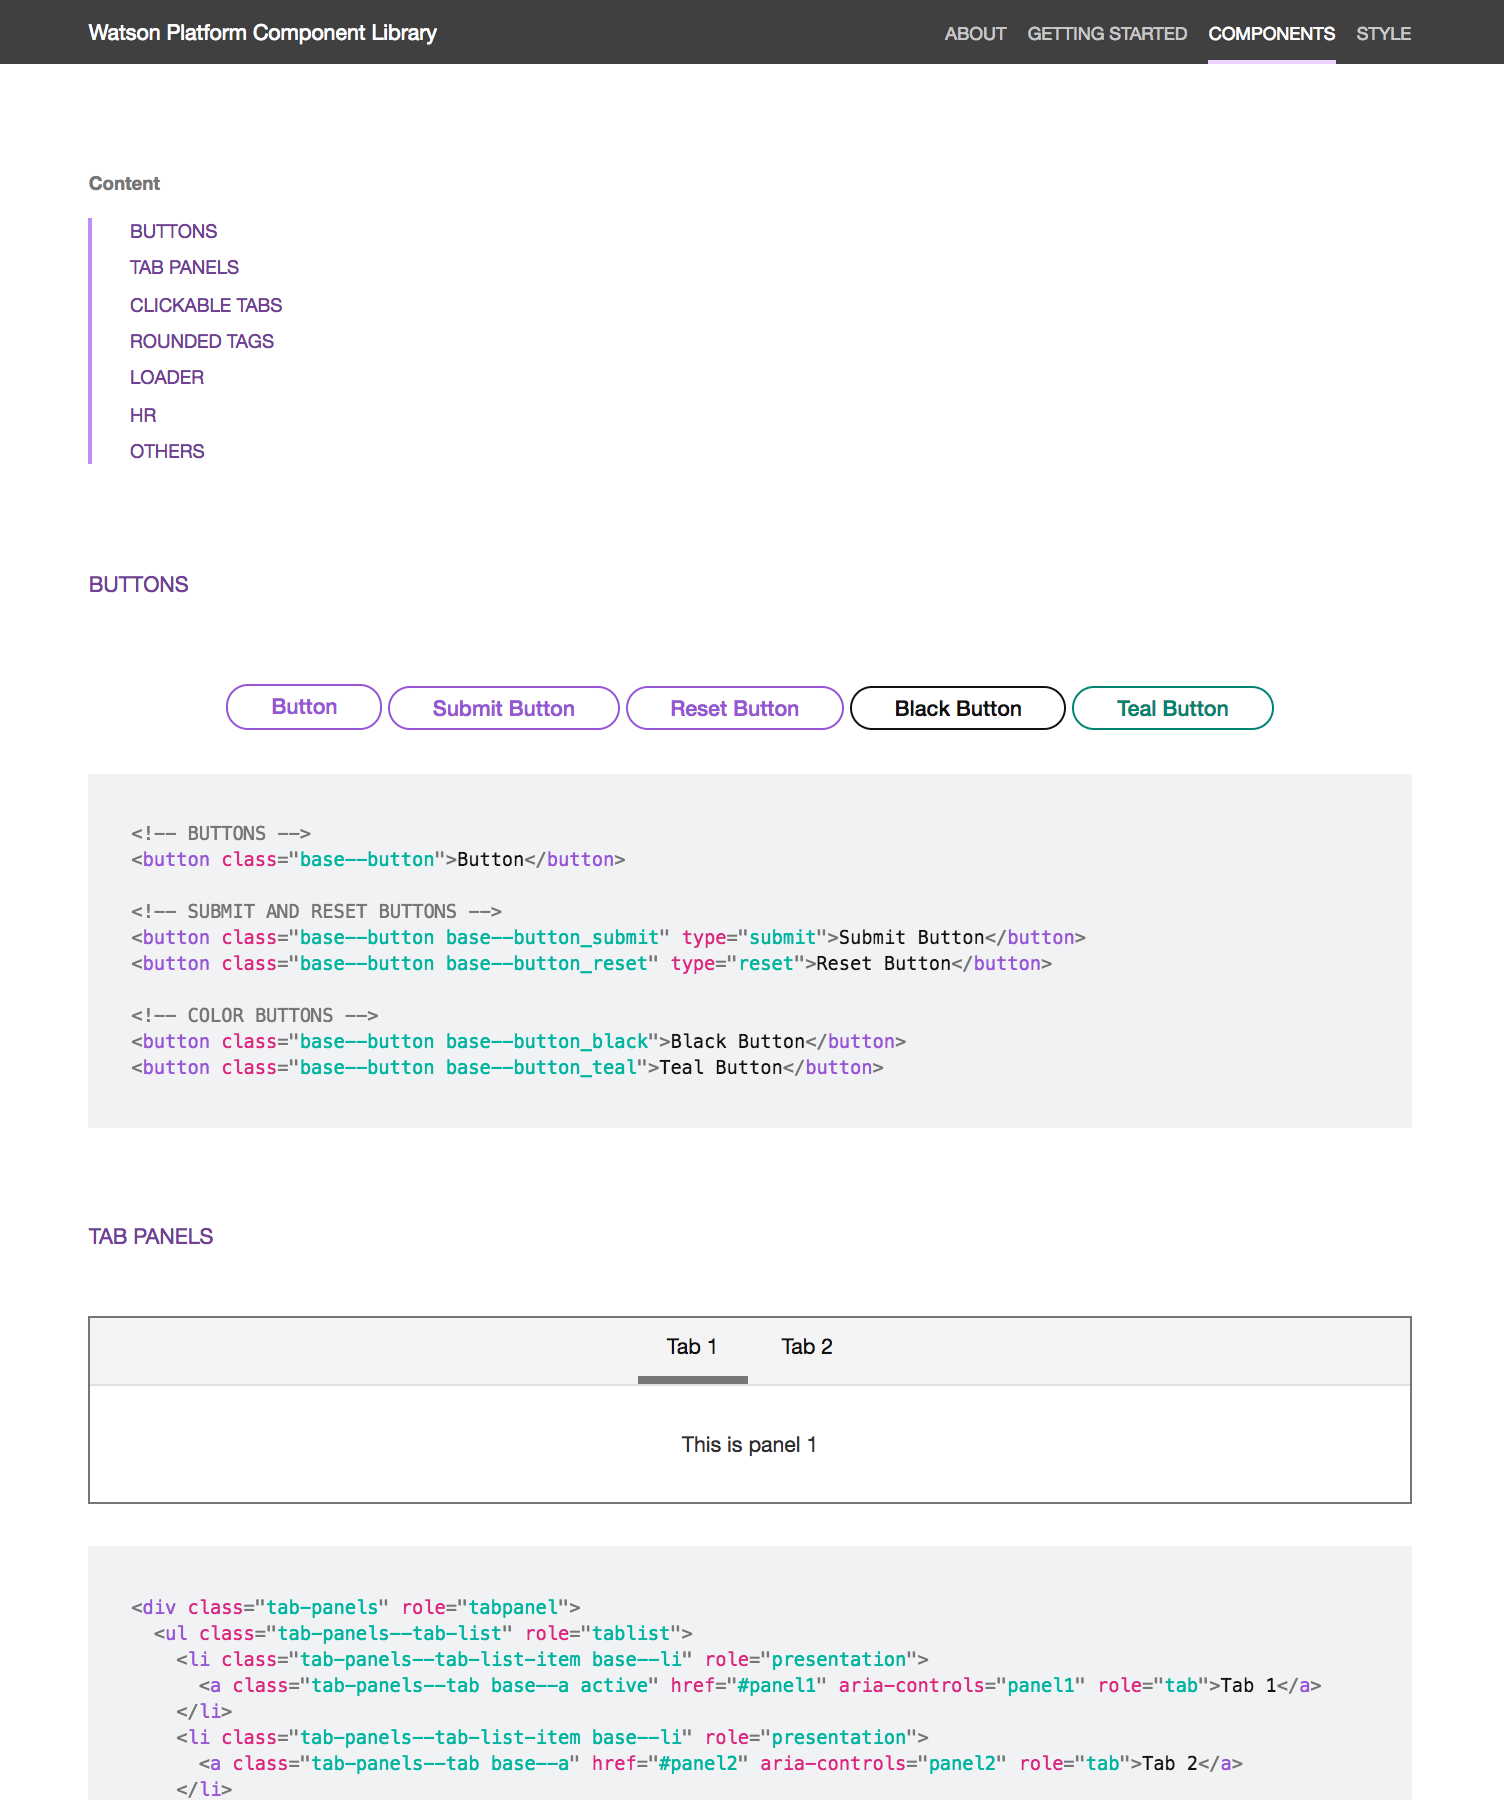 Watson Platform Component Library
ABOUT GETTING STARTED COMPONENTS STYLE
Content
BUTTONS
TAB PANELS
CLICKABLE TABS
ROUNDED TAGS
LOADER
HR
OTHERS
BUTTONS
Button Submit Button Reset Button Black Button Teal Button
<!-- BUTTONS -->
<button class="base--button">Button</button>
<!-- SUBMIT AND RESET BUTTONS -->
<button class="base--button base--button_submit" type="submit">Submit Button</button>
<button class="base--button base--button_reset" type="reset">Reset Button</button>
<!-- COLOR BUTTONS -->
<button class="base--button base--button_black">Black Button</button>
<button class="base--button base--button_teal">Teal Button</button>
TAB PANELS
Tab 1 Tab 2
This is panel 1
<div class="tab-panels" role="tabpanel">
<ul class="tab-panels--tab-list" role="tablist">
<li class="tab-panels--tab-list-item base--li" role="presentation">
<a class="tab-panels--tab base--a active" href="#panel1" aria-controls="panel1" role="tab">Tab 1</a>
</li>
<li class="tab-panels--tab-list-item base--li" role="presentation">
<a class="tab-panels--tab base--a" href="#panel2" aria-controls="panel2" role="tab">Tab 2</a>
</li>